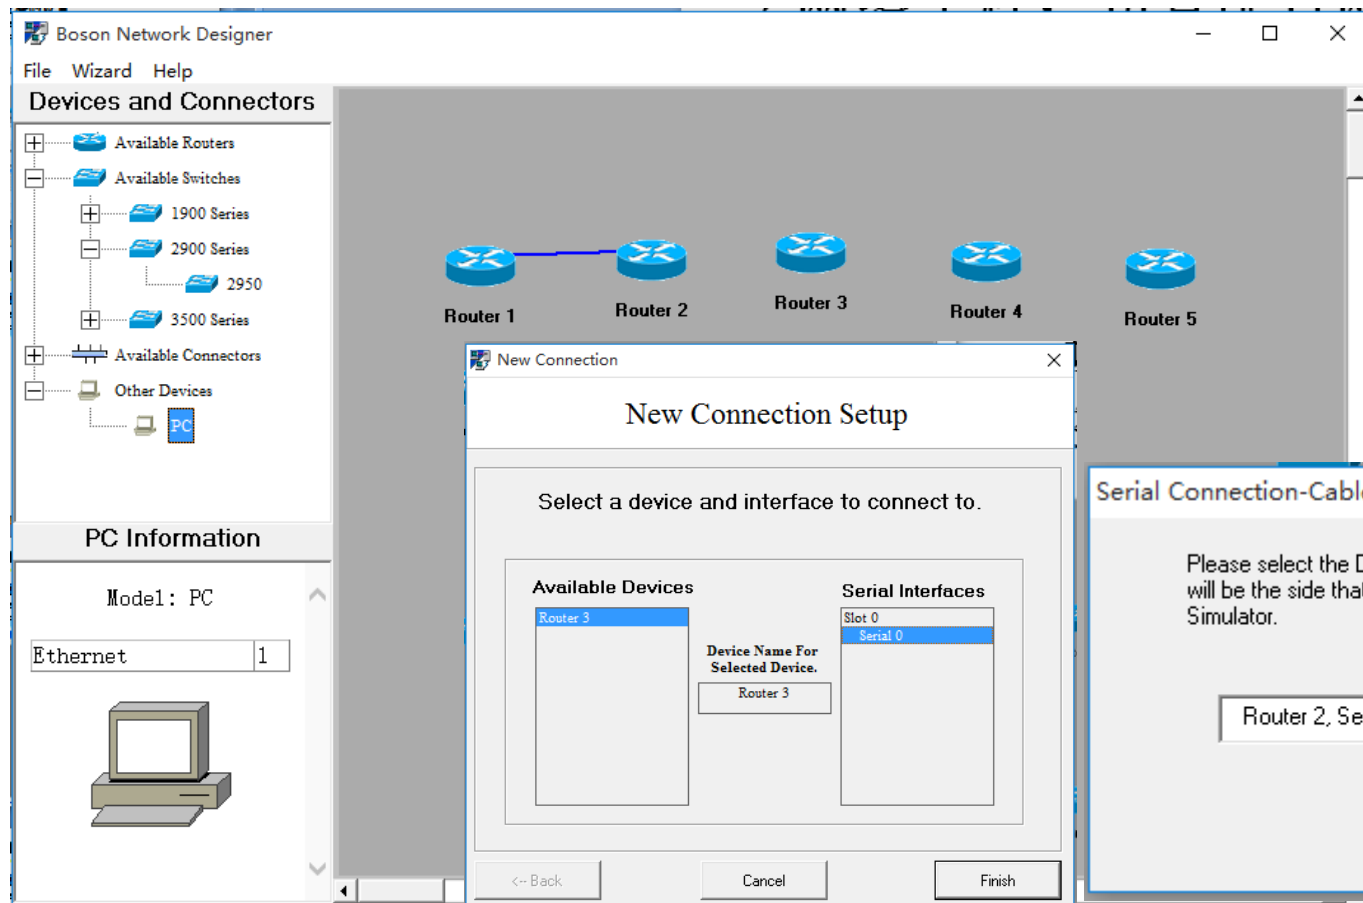 Boson Network Designer
File Wizard Help
Devices and Connectors
Available Routers
Available Switches
1900 Series
2900 Series
2950
3500 Series
Available Connectors
Other Devices
PC
PC Information
Model: PC
Ethernet 1
Router 1
Router 2
Router 3
Router 4
Router 5
New Connection
New Connection Setup
Select a device and interface to connect to.
Available Devices
Router 3
Device Name For
Selected Device.
Router 3
Serial Interfaces
Slot 0
Serial 0
<-- Back
Cancel
Finish
Serial Connection-Cabl
Please select the D
will be the side that
Simulator.
Router 2, Se